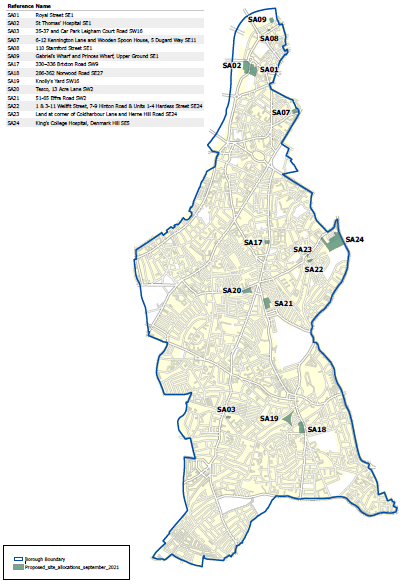 Reference Name
SA01 Royal Street SE1
SA02 St Thomas' Hospital SE1
SA03 35-37 and Car Park Leigham Court Road SW16
SA07 6-12 Kennington Lane and Wooden Spoon House, 5 Dugard Way SE11
SA08 110 Stamford Street SE1
SA09 Gabriel's Wharf and Princes Wharf, Upper Ground SE1
SA17 330-336 Brixton Road SW9
SA18 286-362 Norwood Road SE27
SA19 Knolly's Yard SW16
SA20 Tesco, 13 Acre Lane SW2
SA21 51-65 Effra Road SW2
SA22 1 & 3-11 Wellfit Street, 7-9 Hinton Road & Units 1-4 Hardess Street SE24
SA23 Land at corner of Coldharbour Lane and Herne Hill Road SE24
SA24 King's College Hospital, Denmark Hill SE5
SA09
SA08
SA02
SA01
SA07
SA17
SA24
SA23
SA22
SA20
SA21
SA03
SA19
SA18
Borough Boundary
Proposed_site_allocations_september_2021